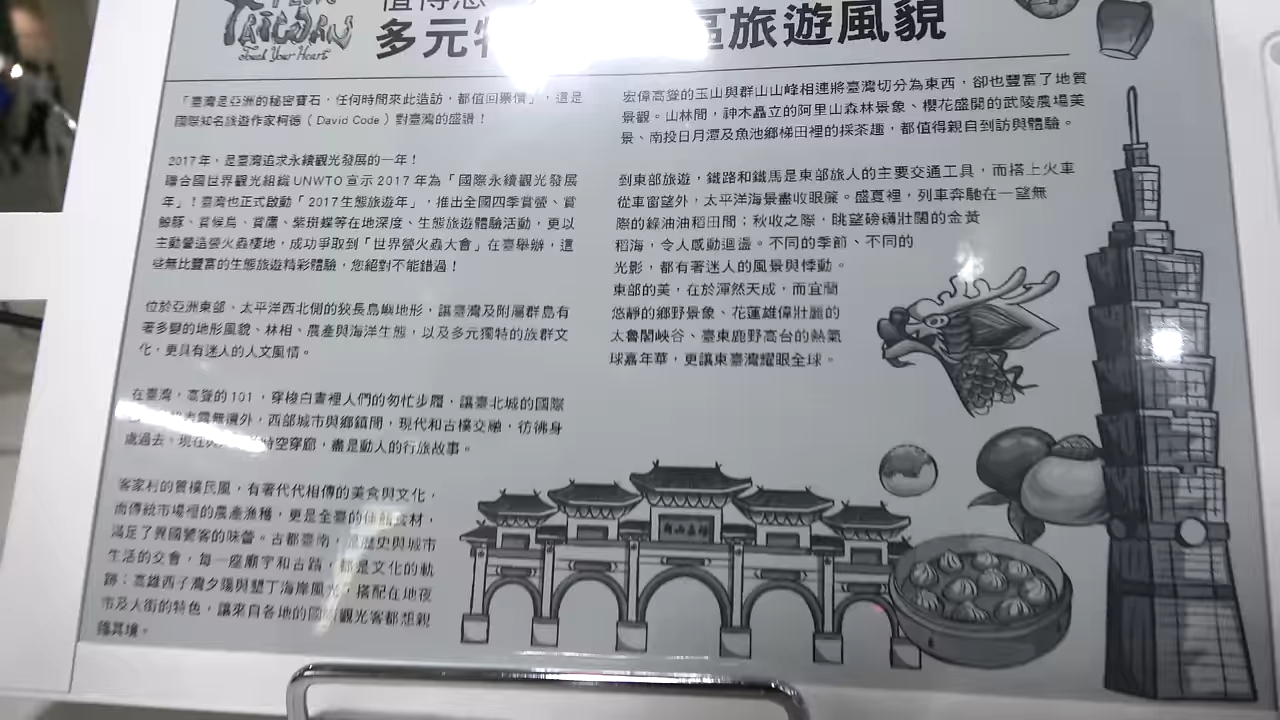 TAIWAN
Touch Your Heart
值得
多元 區旅遊風貌
「臺灣是亞洲的秘密寶石，任何時間來此造訪，都值回票價」，這是
國際知名旅遊作家柯德（David Code）對臺灣的盛讚！
2017年，是臺灣追求永續觀光發展的一年！
聯合國世界觀光組織UNWTO宣示2017年為「國際永續觀光發展
年」！臺灣也正式啟動「2017生態旅遊年」，推出全國四季賞螢、賞
鯨豚、賞候鳥、賞鷹、紫斑蝶等在地深度、生態旅遊體驗活動，更以
主動營造螢火蟲棲地，成功爭取到「世界螢火蟲大會」在臺舉辦，這
些無比豐富的生態旅遊精彩體驗，您絕對不能錯過！
位於亞洲東部、太平洋西北側的狹長島嶼地形，讓臺灣及附屬群島有
著多變的地形風貌、林相、農產與海洋生態，以及多元獨特的族群文
化，更具有迷人的人文風情。
在臺灣，高聳的101，穿梭白晝裡人們的匆忙步履，讓臺北城的國際
露無遺外，西部城市與鄉鎮間，現代和古樸交融，彷彿身
處過去、現在 時空穿廊，盡是動人的行旅故事。
客家村的質樸民風，有著代代相傳的美食與文化，
而傳統市場裡的農產漁穫，更是全臺的 食材，
滿足了異國饕客的味蕾。古都臺南，是歷史與城市
生活的交會，每一座廟宇和古蹟，都是文化的軌
跡；高雄西子灣夕陽與墾丁海岸風光，搭配在地夜
市及大街的特色，讓來自各地的國際觀光客都想親
臨其境。
宏偉高聳的玉山與群山山峰相連將臺灣切分為東西，卻也豐富了地質
景觀。山林間，神木矗立的阿里山森林景象、櫻花盛開的武陵農場美
景、南投日月潭及魚池鄉梯田裡的採茶趣，都值得親自到訪與體驗。
到東部旅遊，鐵路和鐵馬是東部旅人的主要交通工具，而搭上火車
從車窗望外，太平洋海景盡收眼簾。盛夏裡，列車奔馳在一望無
際的綠油油稻田間；秋收之際，眺望磅礡壯闊的金黃
稻海，令人感動迴盪。不同的季節、不同的
光影，都有著迷人的風景與悸動。
東部的美，在於渾然天成，而宜蘭
悠靜的鄉野景象、花蓮雄偉壯麗的
太魯閣峽谷、臺東鹿野高台的熱氣
球嘉年華，更讓東臺灣耀眼全球。